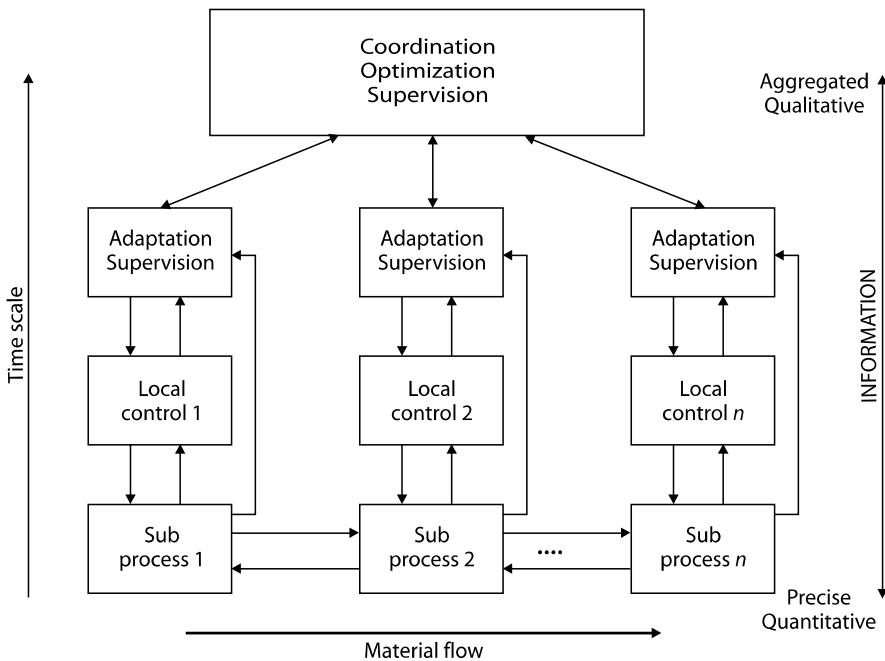 Coordination
Optimization
Supervision
Aggregated
Qualitative
Adaptation
Supervision
Adaptation
Supervision
Adaptation
Supervision
Time scale
INFORMATION
Local
control 1
Local
control 2
Local
control n
Sub
process 1
Sub
process 2
....
Sub
process n
Precise
Quantitative
Material flow